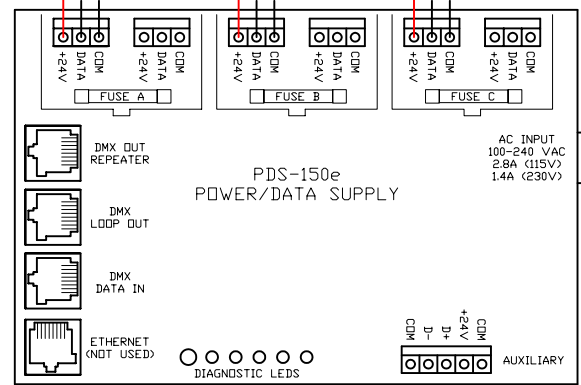 +24V DATA COM +24V DATA COM +24V DATA COM +24V DATA COM +24V DATA COM +24V DATA COM
FUSE A FUSE B FUSE C
DMX OUT
REPEATER
AC INPUT
100-240 VAC
2.8A (115V)
1.4A (230V)
PDS-150e
POWER/DATA SUPPLY
DMX
LOOP OUT
DMX
DATA IN
ETHERNET
(NOT USED)
DIAGNOSTIC LEDS
COM D- D+ +24V COM
AUXILIARY